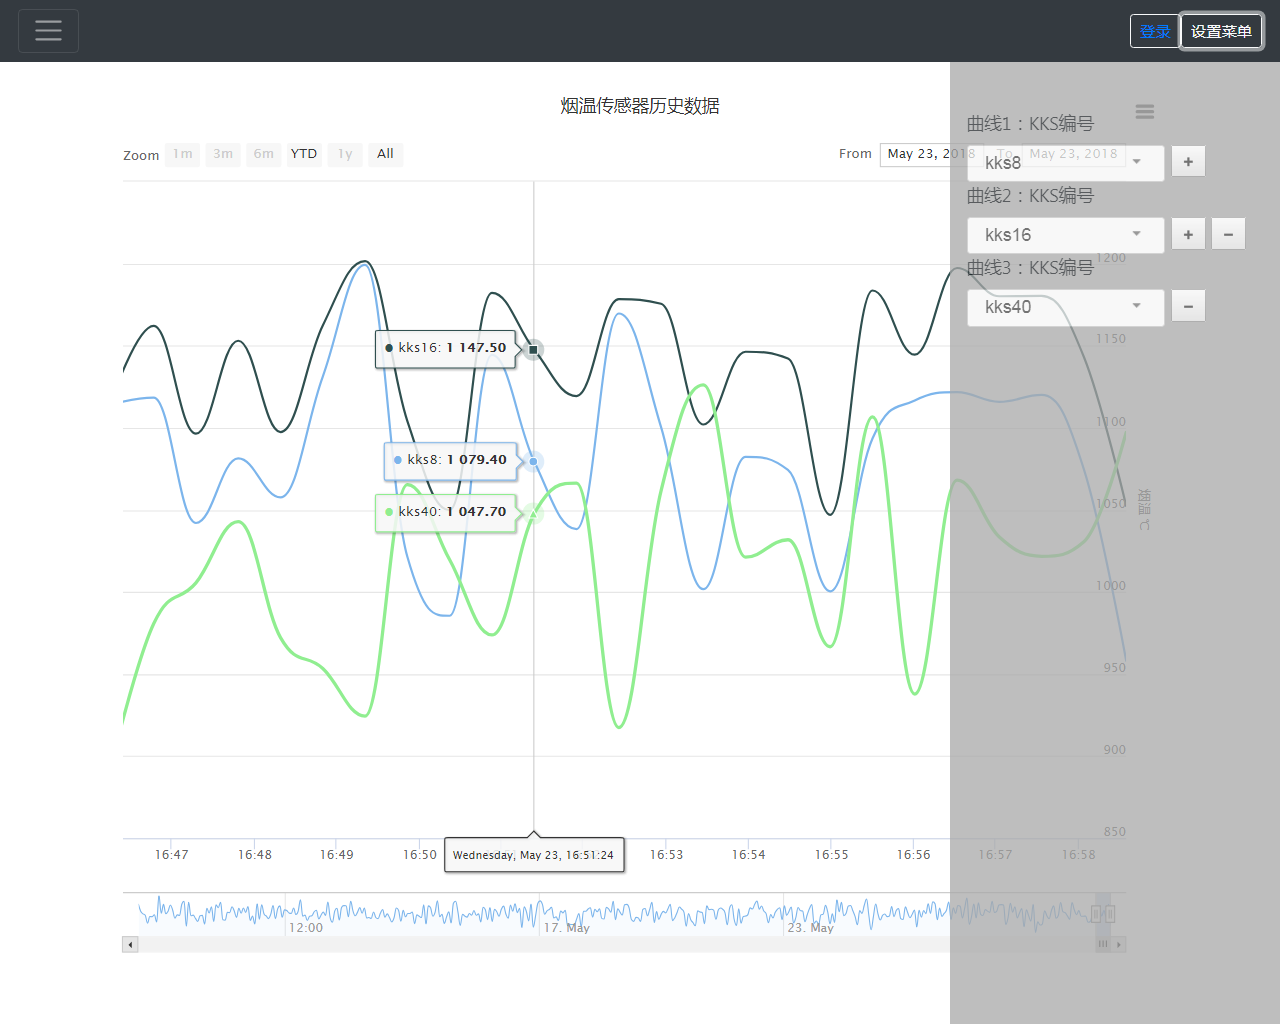 登录 设置菜单
烟温传感器历史数据
Zoom 1m 3m 6m YTD 1y All
From May 23, 2018 To May 23, 2018
曲线1：KKS编号
kks8 +
曲线2：KKS编号
kks16 + −
曲线3：KKS编号
kks40 −
1200
1150
1100
1050
1000
950
900
850
烟温 ℃
kks16: 1 147.50
kks8: 1 079.40
kks40: 1 047.70
16:47 16:48 16:49 16:50 16:53 16:54 16:55 16:56 16:57 16:58
Wednesday, May 23, 16:51:24
12:00 17. May 23. May